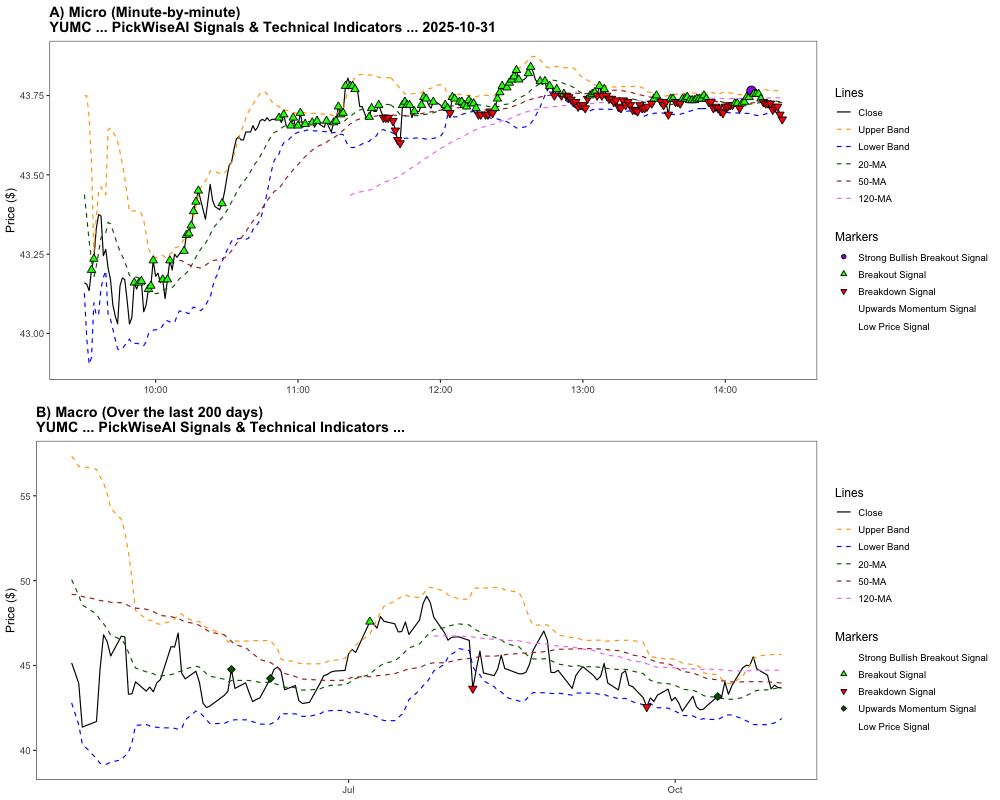 A) Micro (Minute-by-minute)
YUMC ... PickWiseAI Signals & Technical Indicators ... 2025-10-31
Price ($)
43.75
43.50
43.25
43.00
10:00
11:00
12:00
13:00
14:00
Lines
Close
Upper Band
Lower Band
20-MA
50-MA
120-MA
Markers
Strong Bullish Breakout Signal
Breakout Signal
Breakdown Signal
Upwards Momentum Signal
Low Price Signal
B) Macro (Over the last 200 days)
YUMC ... PickWiseAI Signals & Technical Indicators ...
Price ($)
55
50
45
40
Jul
Oct
Lines
Close
Upper Band
Lower Band
20-MA
50-MA
120-MA
Markers
Strong Bullish Breakout Signal
Breakout Signal
Breakdown Signal
Upwards Momentum Signal
Low Price Signal